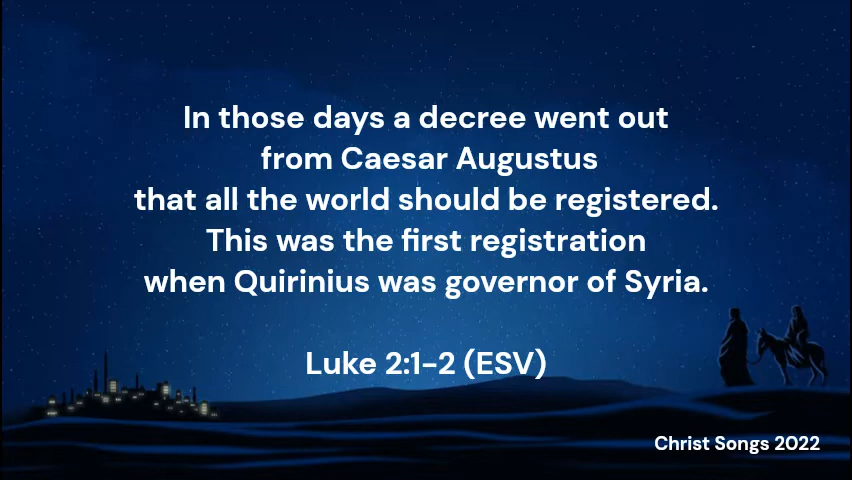 In those days a decree went out
from Caesar Augustus
that all the world should be registered.
This was the first registration
when Quirinius was governor of Syria.
Luke 2:1-2 (ESV)
Christ Songs 2022